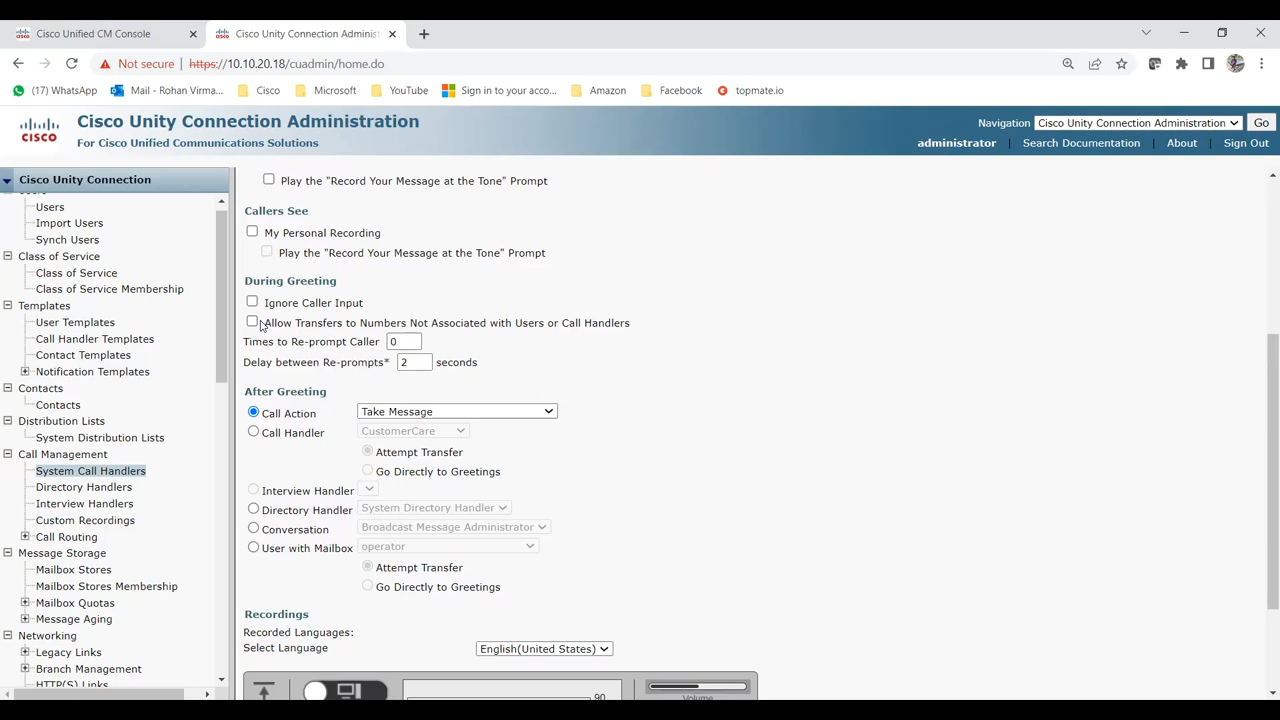 Cisco Unified CM Console
Cisco Unity Connection Administ
Not secure https://10.10.20.18/cuadmin/home.do
(17) WhatsApp Mail - Rohan Virma... Cisco Microsoft YouTube Sign in to your acco... Amazon Facebook topmate.io
CISCO
Cisco Unity Connection Administration
For Cisco Unified Communications Solutions
Navigation Cisco Unity Connection Administration Go
administrator | Search Documentation | About | Sign Out
Cisco Unity Connection
Users
Import Users
Synch Users
Class of Service
Class of Service
Class of Service Membership
Templates
User Templates
Call Handler Templates
Contact Templates
Notification Templates
Contacts
Contacts
Distribution Lists
System Distribution Lists
Call Management
System Call Handlers
Directory Handlers
Interview Handlers
Custom Recordings
Call Routing
Message Storage
Mailbox Stores
Mailbox Stores Membership
Mailbox Quotas
Message Aging
Networking
Legacy Links
Branch Management
HTTP(S) Links
Play the "Record Your Message at the Tone" Prompt
Callers See
My Personal Recording
Play the "Record Your Message at the Tone" Prompt
During Greeting
Ignore Caller Input
Allow Transfers to Numbers Not Associated with Users or Call Handlers
Times to Re-prompt Caller 0
Delay between Re-prompts* 2 seconds
After Greeting
Call Action Take Message
Call Handler CustomerCare
Attempt Transfer
Go Directly to Greetings
Interview Handler
Directory Handler System Directory Handler
Conversation Broadcast Message Administrator
User with Mailbox operator
Attempt Transfer
Go Directly to Greetings
Recordings
Recorded Languages:
Select Language English(United States)
90
Volume